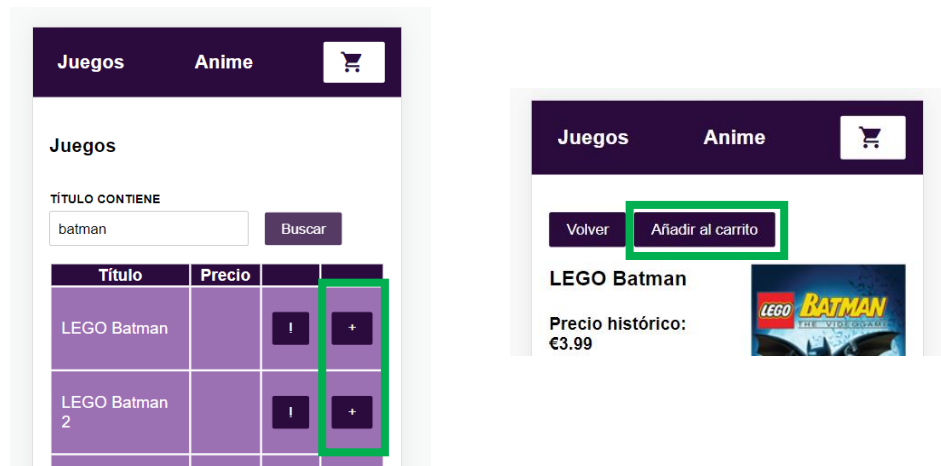 Juegos
Anime
Juegos
TÍTULO CONTIENE
batman
Buscar
Título
Precio
LEGO Batman
!
+
LEGO Batman
2
!
+
Juegos
Anime
Volver
Añadir al carrito
LEGO Batman
Precio histórico:
€3.99
LEGO BATMAN
THE VIDEOGAME